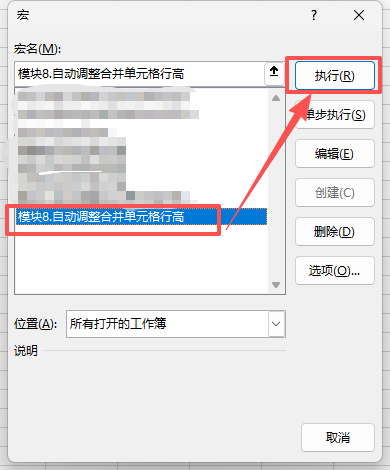 宏
?
宏名(M):
模块8.自动调整合并单元格行高
执行(R)
单步执行(S)
编辑(E)
创建(C)
模块8.自动调整合并单元格行高
删除(D)
选项(O)...
位置(A):
所有打开的工作簿
说明
取消